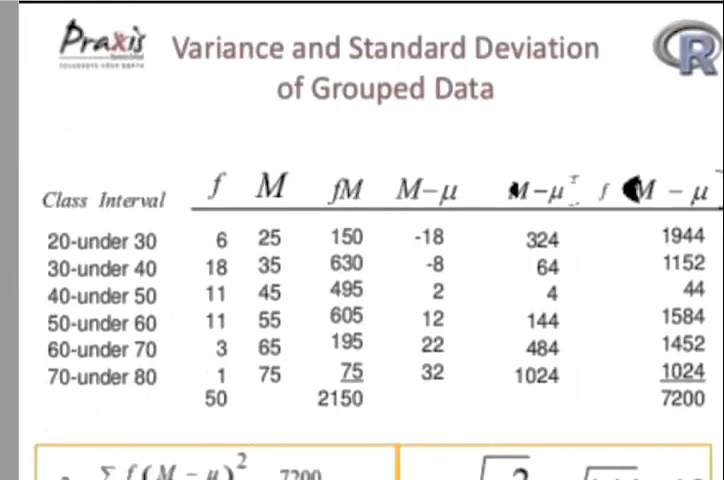 Praxis
Variance and Standard Deviation
of Grouped Data
R
Class Interval f M fM M−μ M−μ f M − μ
20-under 30 6 25 150 -18 324 1944
30-under 40 18 35 630 -8 64 1152
40-under 50 11 45 495 2 4 44
50-under 60 11 55 605 12 144 1584
60-under 70 3 65 195 22 484 1452
70-under 80 1 75 75 32 1024 1024
50 2150 7200
Σ f(M − μ)² 7200